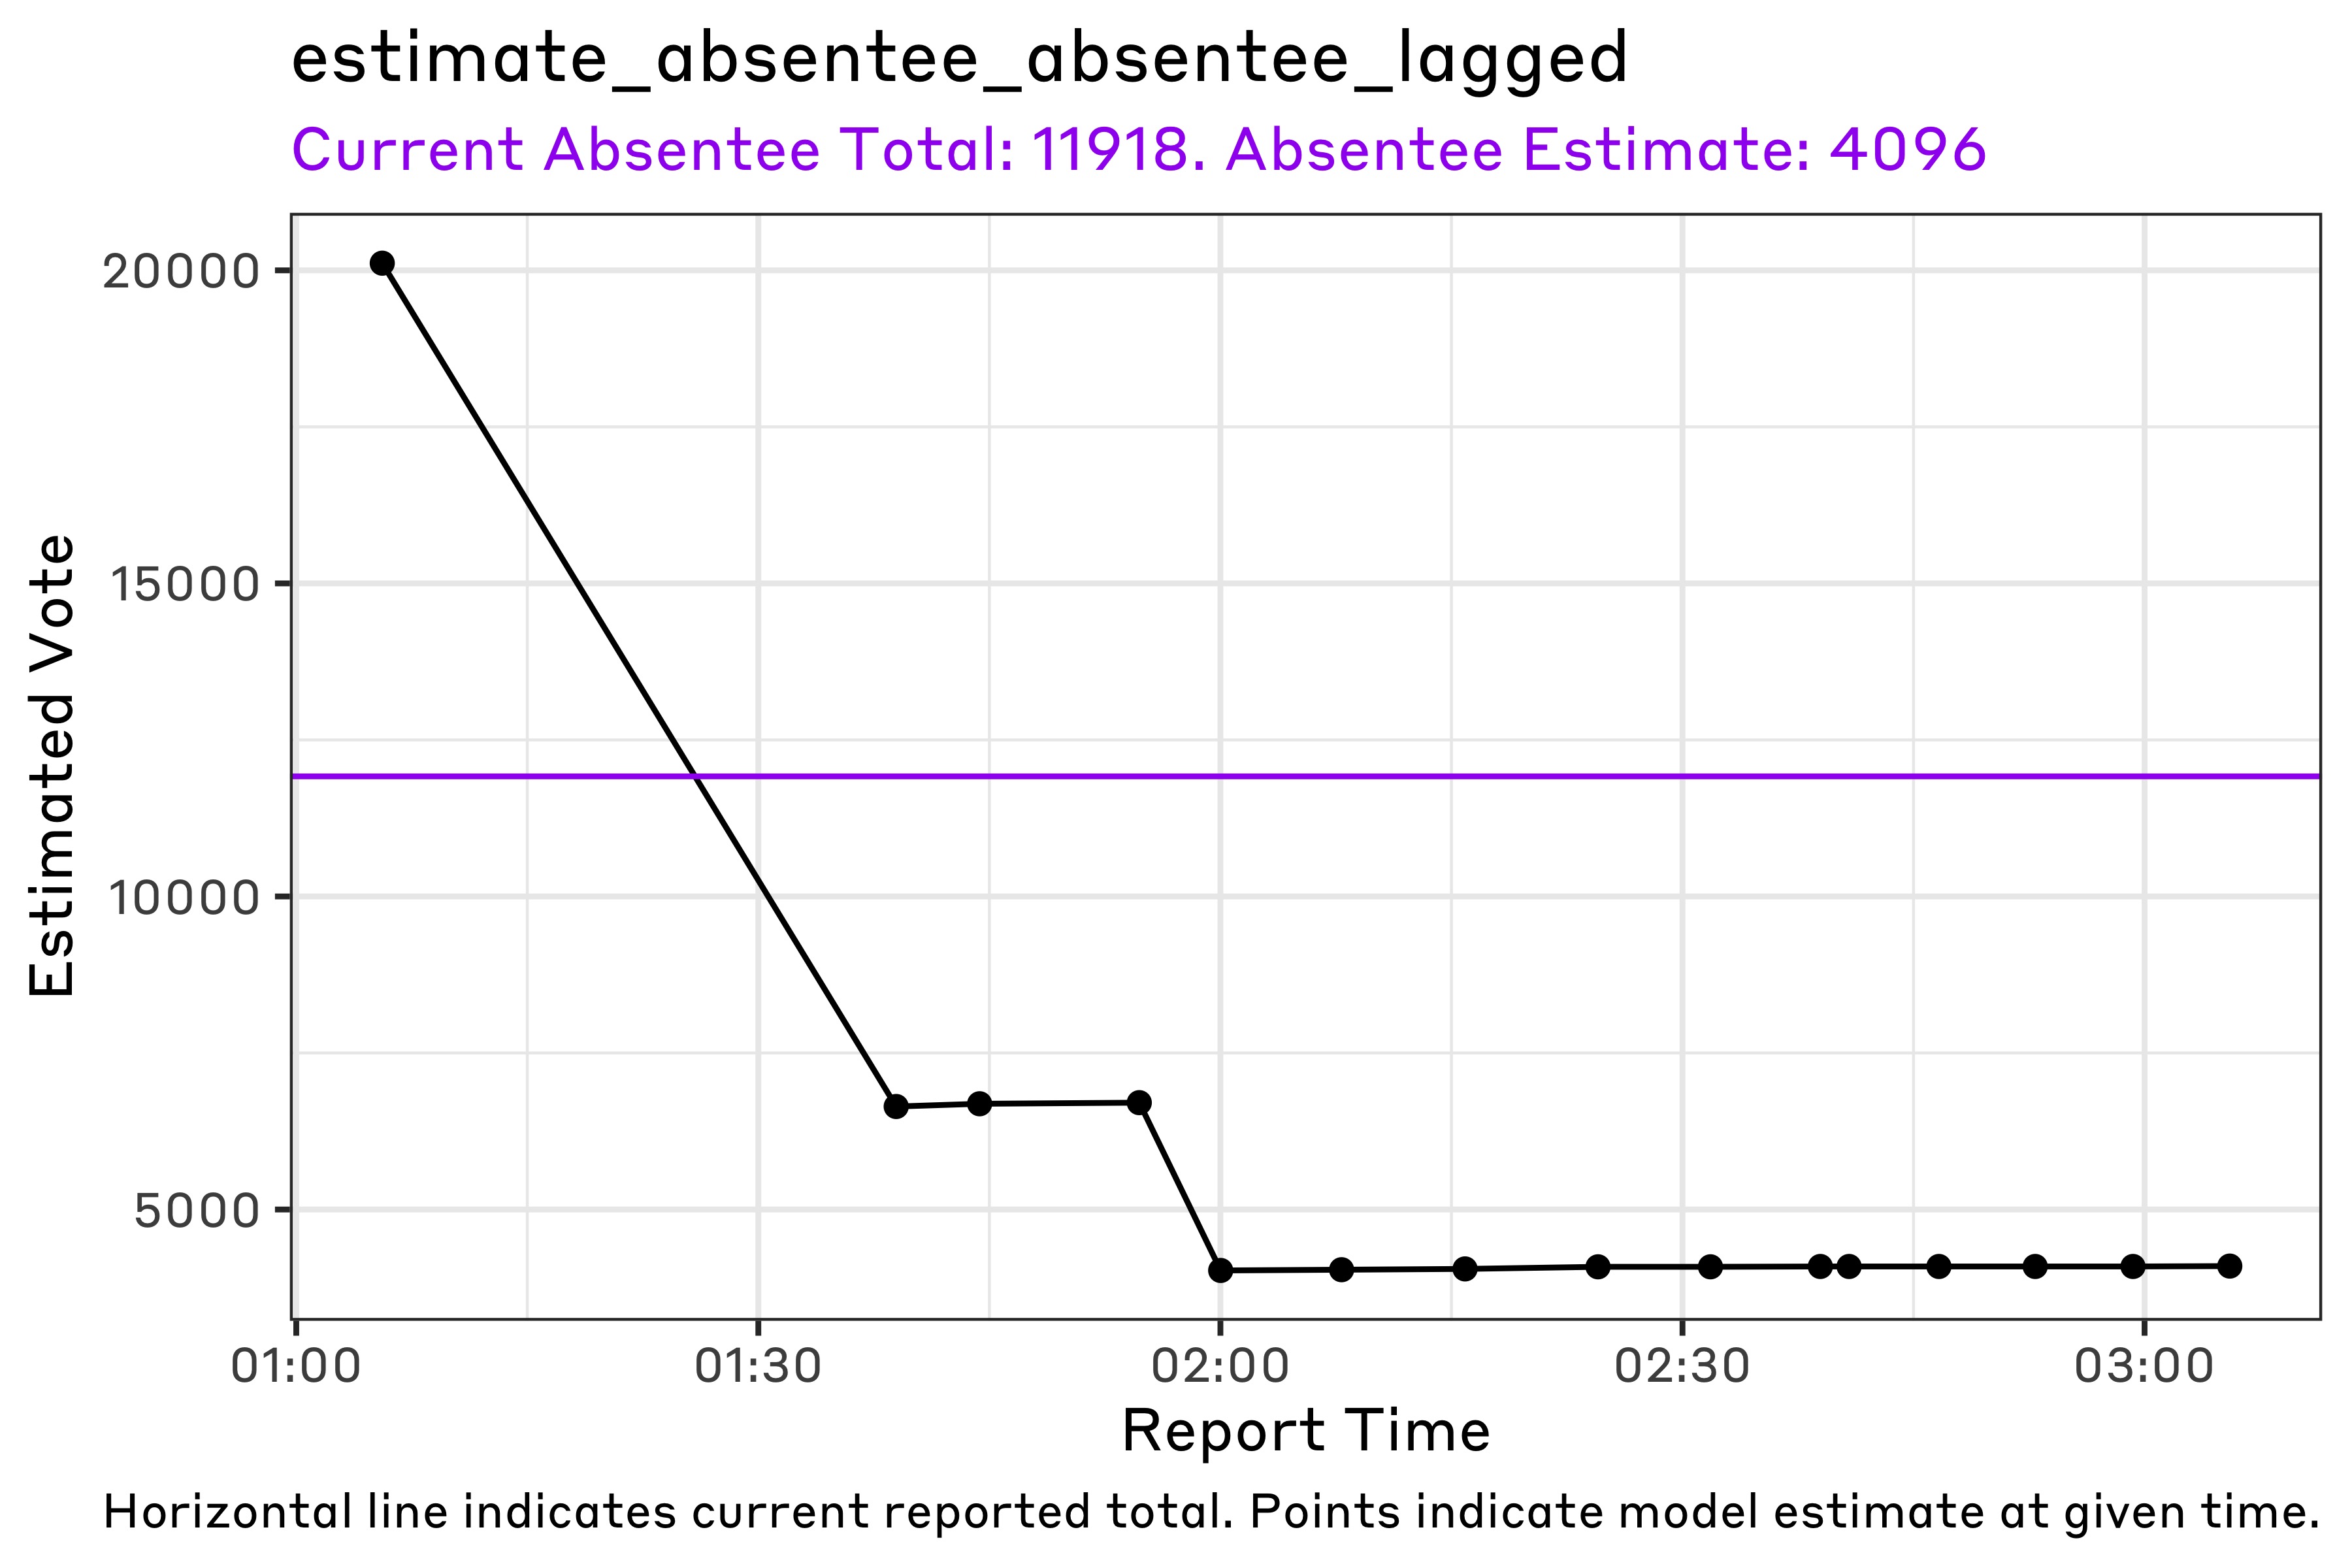 estimate_absentee_absentee_lagged
Current Absentee Total: 11918. Absentee Estimate: 4096
Estimated Vote
20000
15000
10000
5000
01:00 01:30 02:00 02:30 03:00
Report Time
Horizontal line indicates current reported total. Points indicate model estimate at given time.